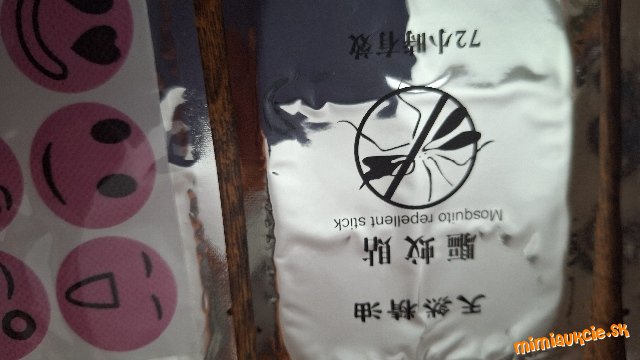 天然精油
驅蚊貼
Mosquito repellent stick
72小時有效
mimiaukcie.sk